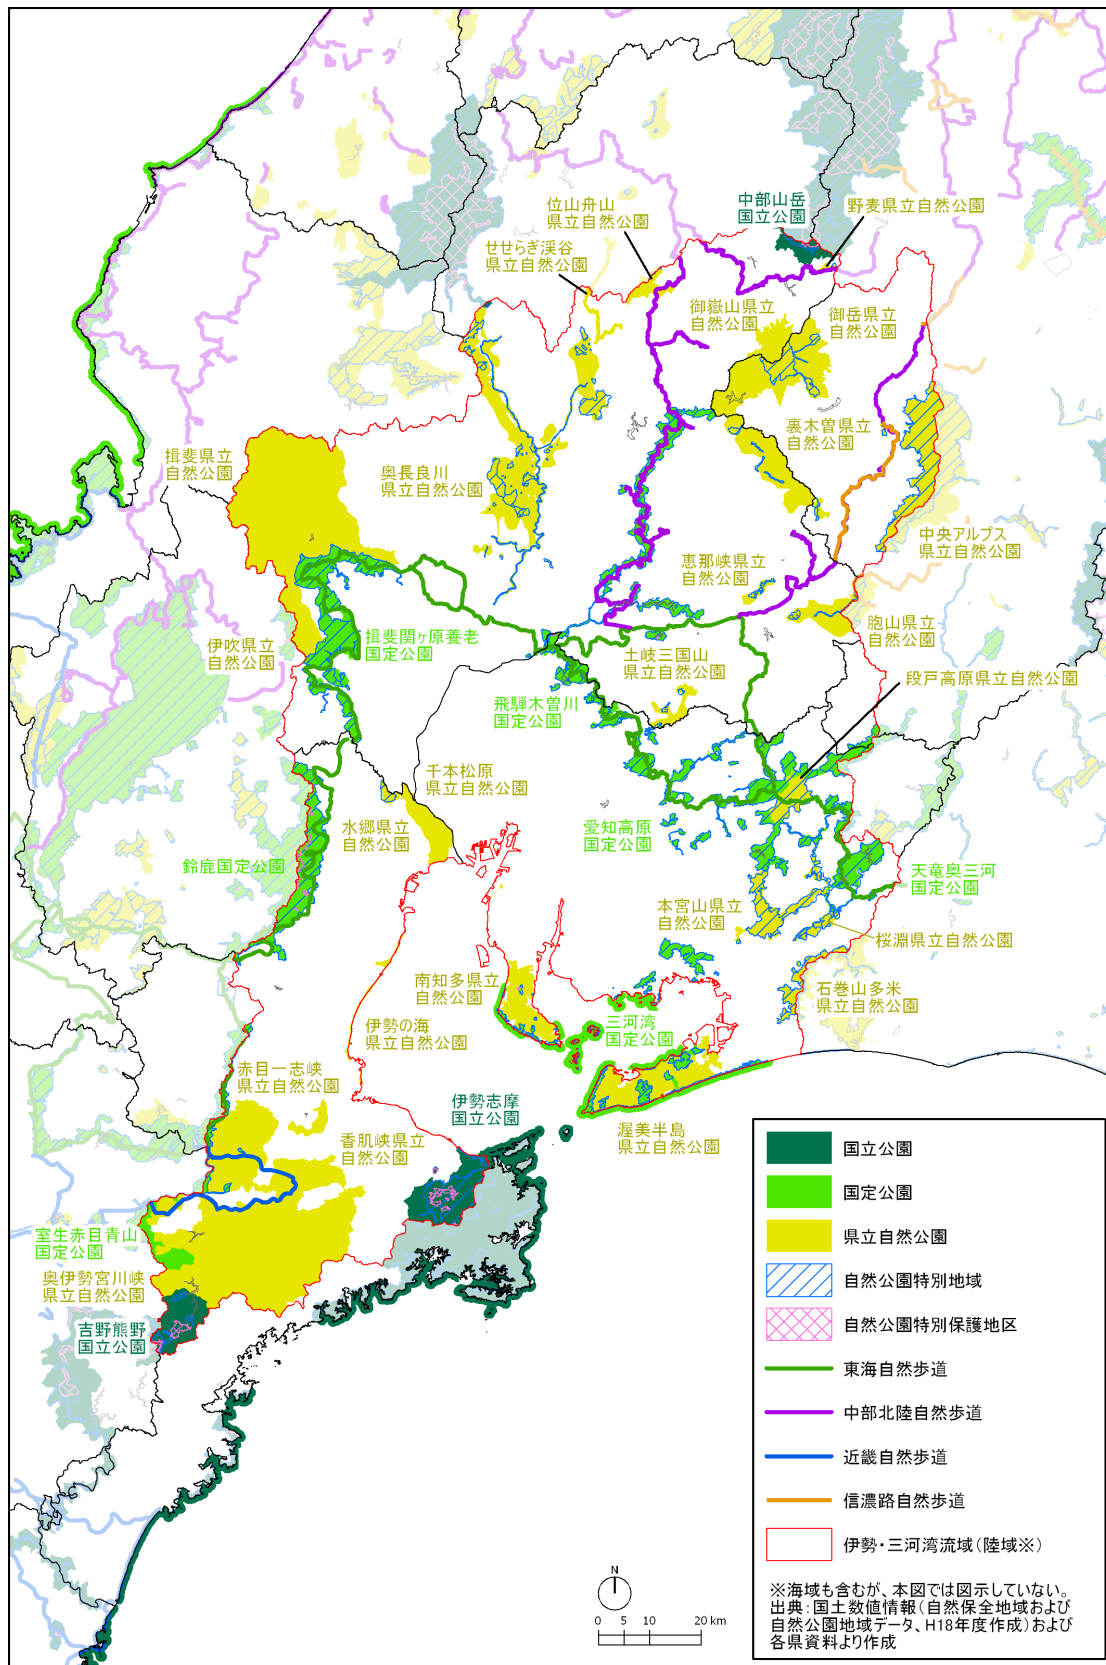 中部山岳
国立公園
野麦県立自然公園
位山舟山
県立自然公園
せせらぎ渓谷
県立自然公園
御嶽山県立
自然公園
御岳県立
自然公園
裏木曽県立
自然公園
揖斐県立
自然公園
奥長良川
県立自然公園
中央アルプス
県立自然公園
恵那峡県立
自然公園
胞山県立
自然公園
伊吹県立
自然公園
揖斐関ヶ原養老
国定公園
土岐三国山
県立自然公園
段戸高原県立自然公園
飛騨木曽川
国定公園
千本松原
県立自然公園
水郷県立
自然公園
愛知高原
国定公園
鈴鹿国定公園
天竜奥三河
国定公園
本宮山県立
自然公園
桜淵県立自然公園
南知多県立
自然公園
石巻山多米
県立自然公園
伊勢の海
県立自然公園
三河湾
国定公園
赤目一志峡
県立自然公園
伊勢志摩
国立公園
香肌峡県立
自然公園
渥美半島
県立自然公園
室生赤目青山
国定公園
奥伊勢宮川峡
県立自然公園
吉野熊野
国立公園
国立公園
国定公園
県立自然公園
自然公園特別地域
自然公園特別保護地区
東海自然歩道
中部北陸自然歩道
近畿自然歩道
信濃路自然歩道
伊勢・三河湾流域(陸域※)
※海域も含むが、本図では図示していない。
出典:国土数値情報(自然保全地域および
自然公園地域データ、H18年度作成)および
各県資料より作成
N
0 5 10 20 km